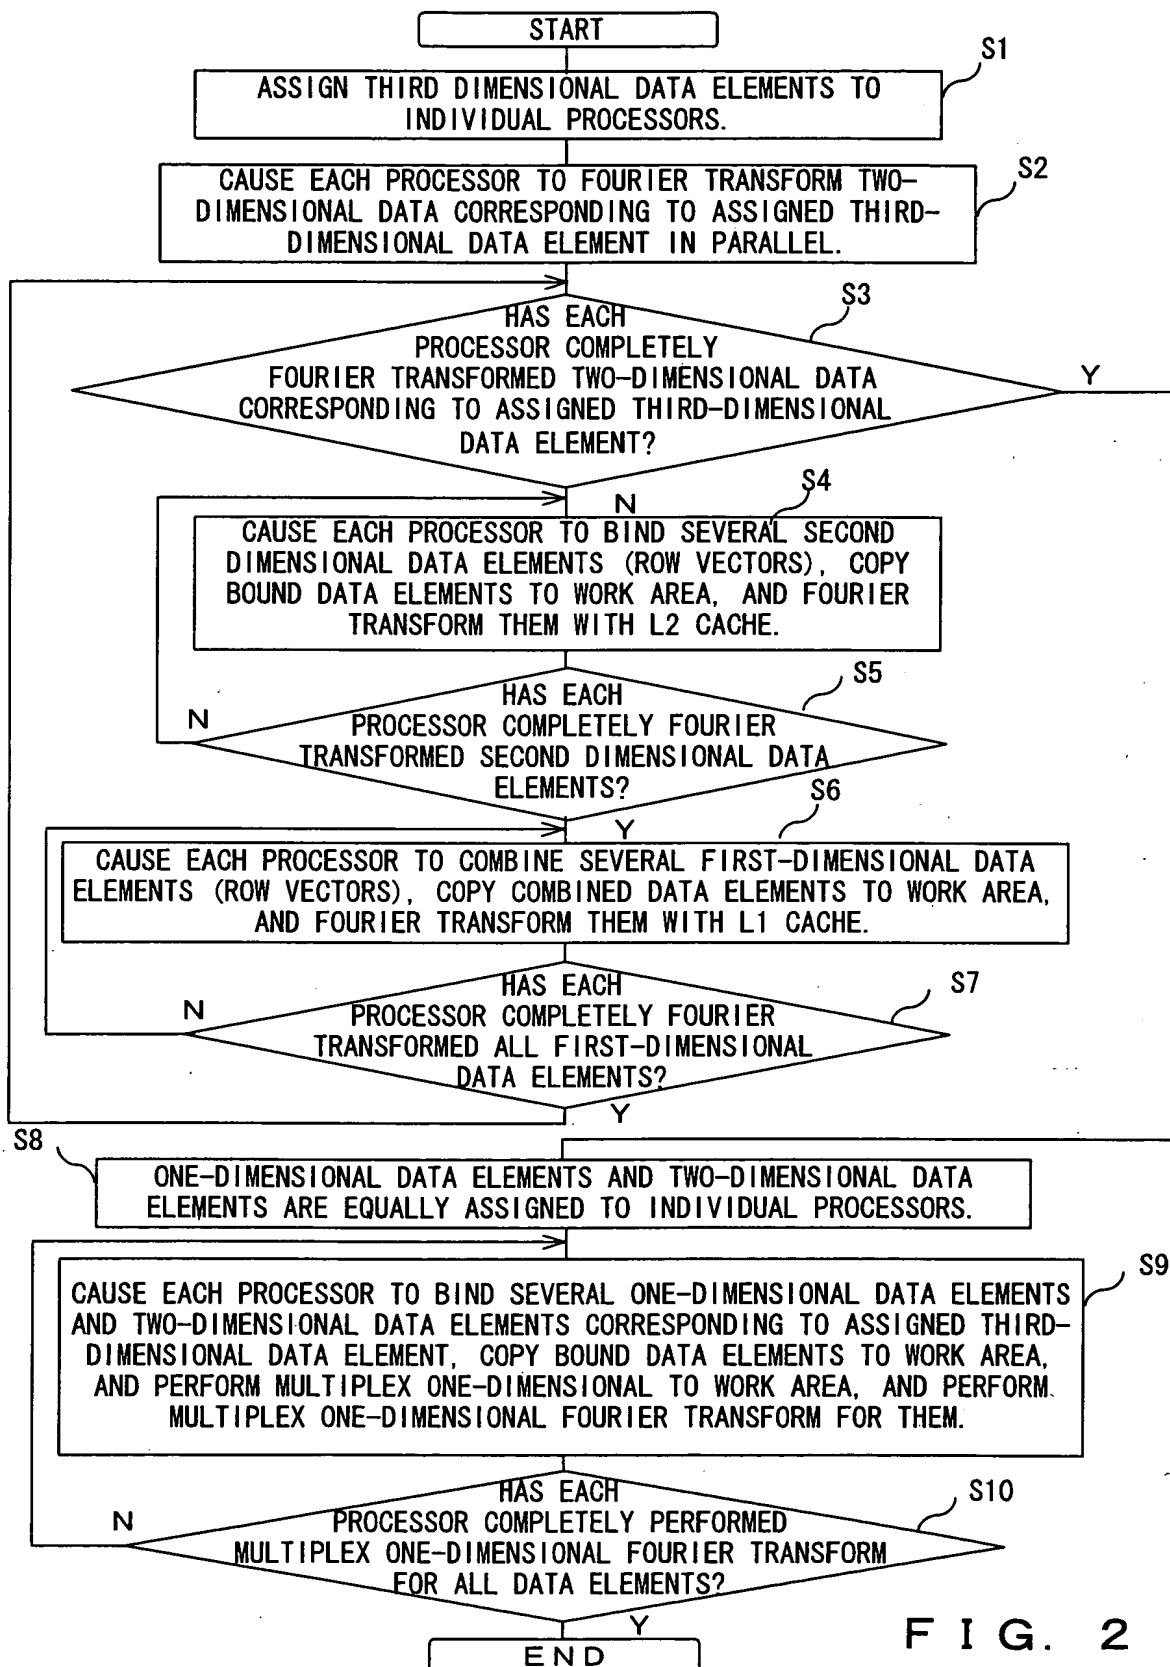 START
S1
ASSIGN THIRD DIMENSIONAL DATA ELEMENTS TO
INDIVIDUAL PROCESSORS.
S2
CAUSE EACH PROCESSOR TO FOURIER TRANSFORM TWO-
DIMENSIONAL DATA CORRESPONDING TO ASSIGNED THIRD-
DIMENSIONAL DATA ELEMENT IN PARALLEL.
S3
HAS EACH
PROCESSOR COMPLETELY
FOURIER TRANSFORMED TWO-DIMENSIONAL DATA
CORRESPONDING TO ASSIGNED THIRD-DIMENSIONAL
DATA ELEMENT?
Y
N
S4
CAUSE EACH PROCESSOR TO BIND SEVERAL SECOND
DIMENSIONAL DATA ELEMENTS (ROW VECTORS), COPY
BOUND DATA ELEMENTS TO WORK AREA, AND FOURIER
TRANSFORM THEM WITH L2 CACHE.
S5
HAS EACH
PROCESSOR COMPLETELY FOURIER
TRANSFORMED SECOND DIMENSIONAL DATA
ELEMENTS?
N
Y
S6
CAUSE EACH PROCESSOR TO COMBINE SEVERAL FIRST-DIMENSIONAL DATA
ELEMENTS (ROW VECTORS), COPY COMBINED DATA ELEMENTS TO WORK AREA,
AND FOURIER TRANSFORM THEM WITH L1 CACHE.
S7
HAS EACH
PROCESSOR COMPLETELY FOURIER
TRANSFORMED ALL FIRST-DIMENSIONAL
DATA ELEMENTS?
N
Y
S8
ONE-DIMENSIONAL DATA ELEMENTS AND TWO-DIMENSIONAL DATA
ELEMENTS ARE EQUALLY ASSIGNED TO INDIVIDUAL PROCESSORS.
S9
CAUSE EACH PROCESSOR TO BIND SEVERAL ONE-DIMENSIONAL DATA ELEMENTS
AND TWO-DIMENSIONAL DATA ELEMENTS CORRESPONDING TO ASSIGNED THIRD-
DIMENSIONAL DATA ELEMENT, COPY BOUND DATA ELEMENTS TO WORK AREA,
AND PERFORM MULTIPLEX ONE-DIMENSIONAL TO WORK AREA, AND PERFORM
MULTIPLEX ONE-DIMENSIONAL FOURIER TRANSFORM FOR THEM.
S10
HAS EACH
PROCESSOR COMPLETELY PERFORMED
MULTIPLEX ONE-DIMENSIONAL FOURIER TRANSFORM
FOR ALL DATA ELEMENTS?
N
Y
END
FIG. 2